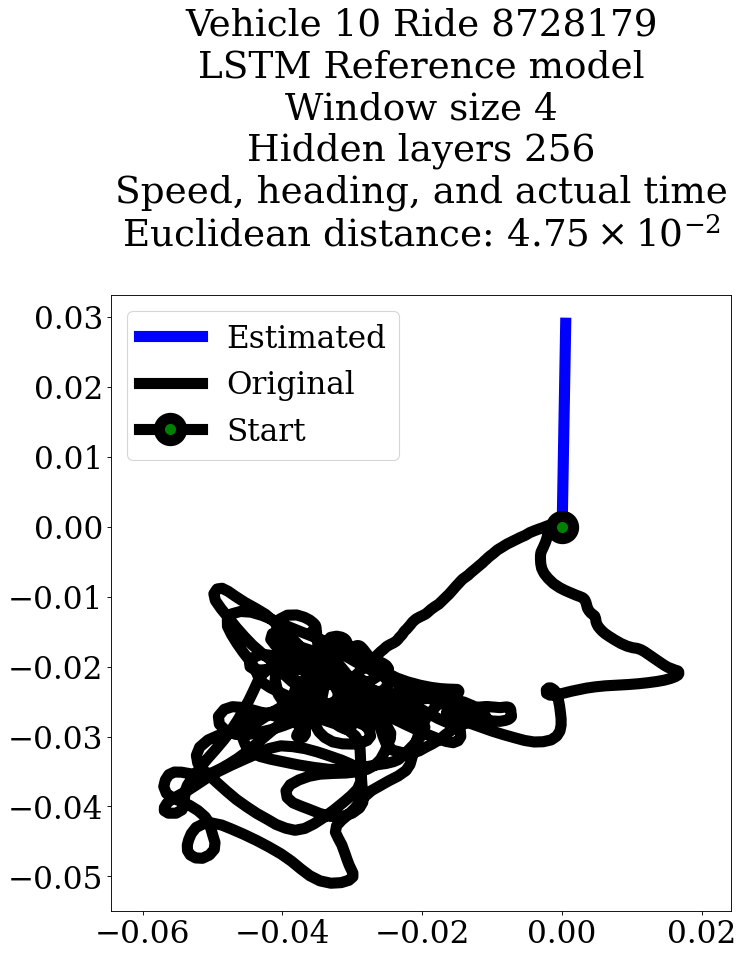 Vehicle 10 Ride 8728179
LSTM Reference model
Window size 4
Hidden layers 256
Speed, heading, and actual time
Euclidean distance: 4.75 × 10⁻²
Estimated
Original
Start
0.03
0.02
0.01
0.00
−0.01
−0.02
−0.03
−0.04
−0.05
−0.06 −0.04 −0.02 0.00 0.02